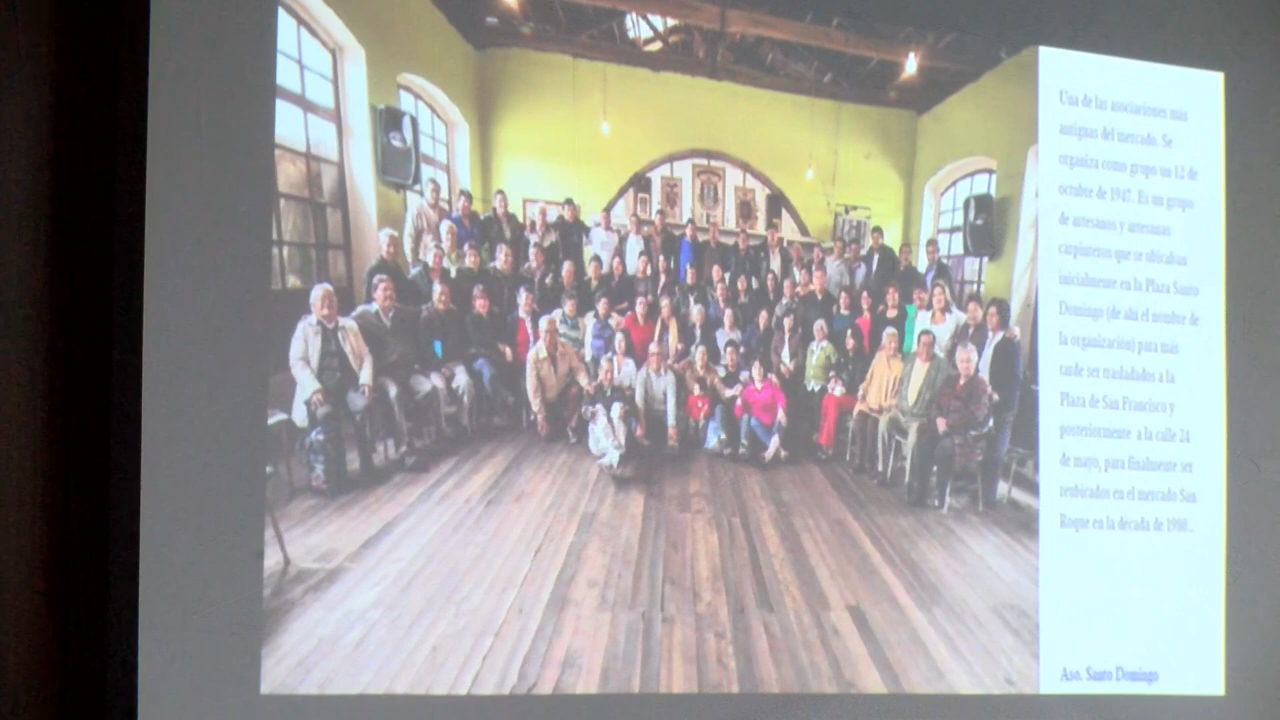 Una de las asociaciones más
antiguas del mercado. Se
organiza como grupo un 12 de
octubre de 1947. Es un grupo
de artesanos y artesanas
carpinteros que se ubicaban
inicialmente en la Plaza Santo
Domingo (de ahí el nombre de
la organización) para más
tarde ser trasladados a la
Plaza de San Francisco y
posteriormente a la calle 24
de mayo, para finalmente ser
reubicados en el mercado San
Roque en la década de 1980...
Aso. Santo Domingo